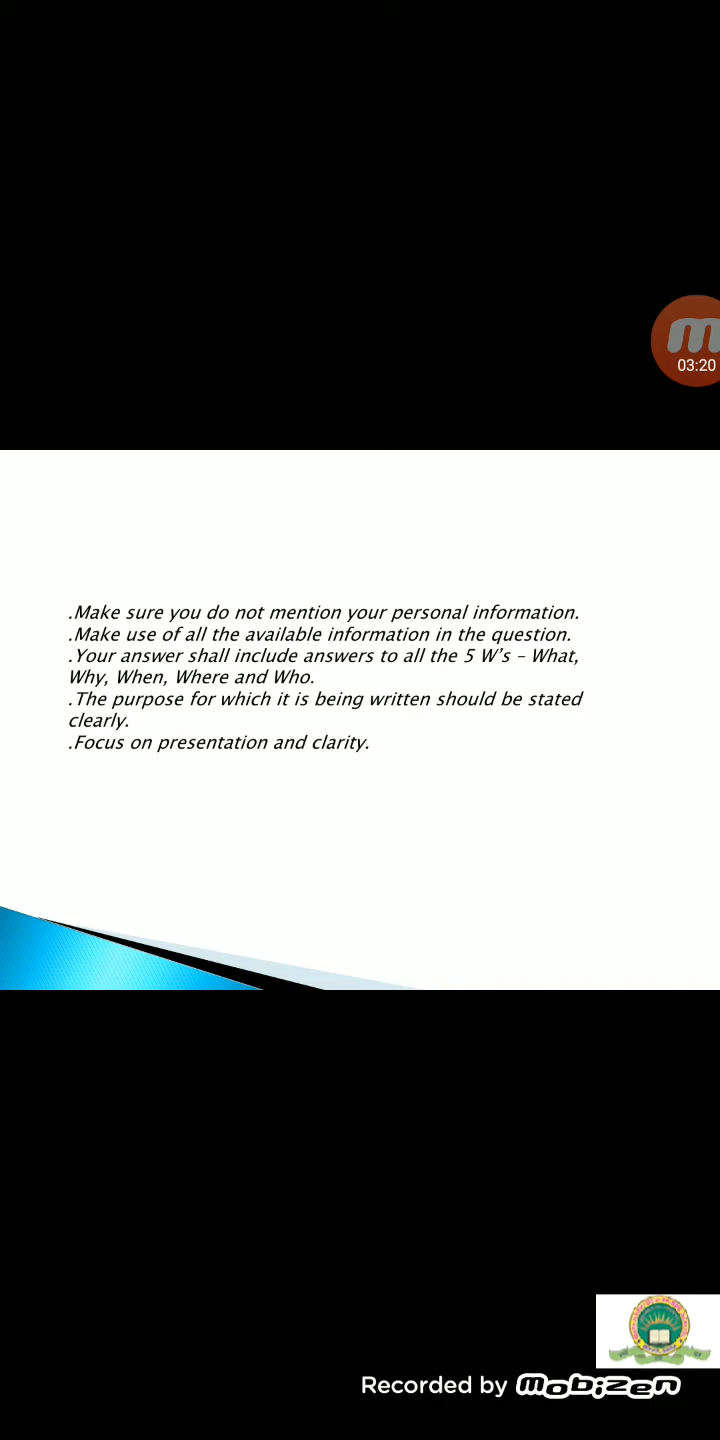 03:20
.Make sure you do not mention your personal information.
.Make use of all the available information in the question.
.Your answer shall include answers to all the 5 W’s – What,
Why, When, Where and Who.
.The purpose for which it is being written should be stated
clearly.
.Focus on presentation and clarity.
Recorded by mobizen